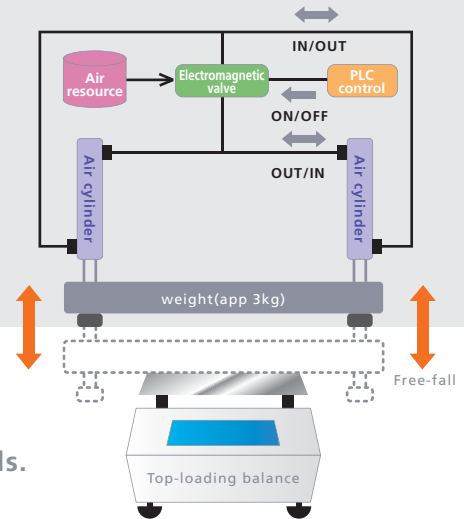 IN/OUT
Air
resource
Electromagnetic
valve
PLC
control
ON/OFF
OUT/IN
Air cylinder
Air cylinder
weight(app 3kg)
Free-fall
ls.
Top-loading balance